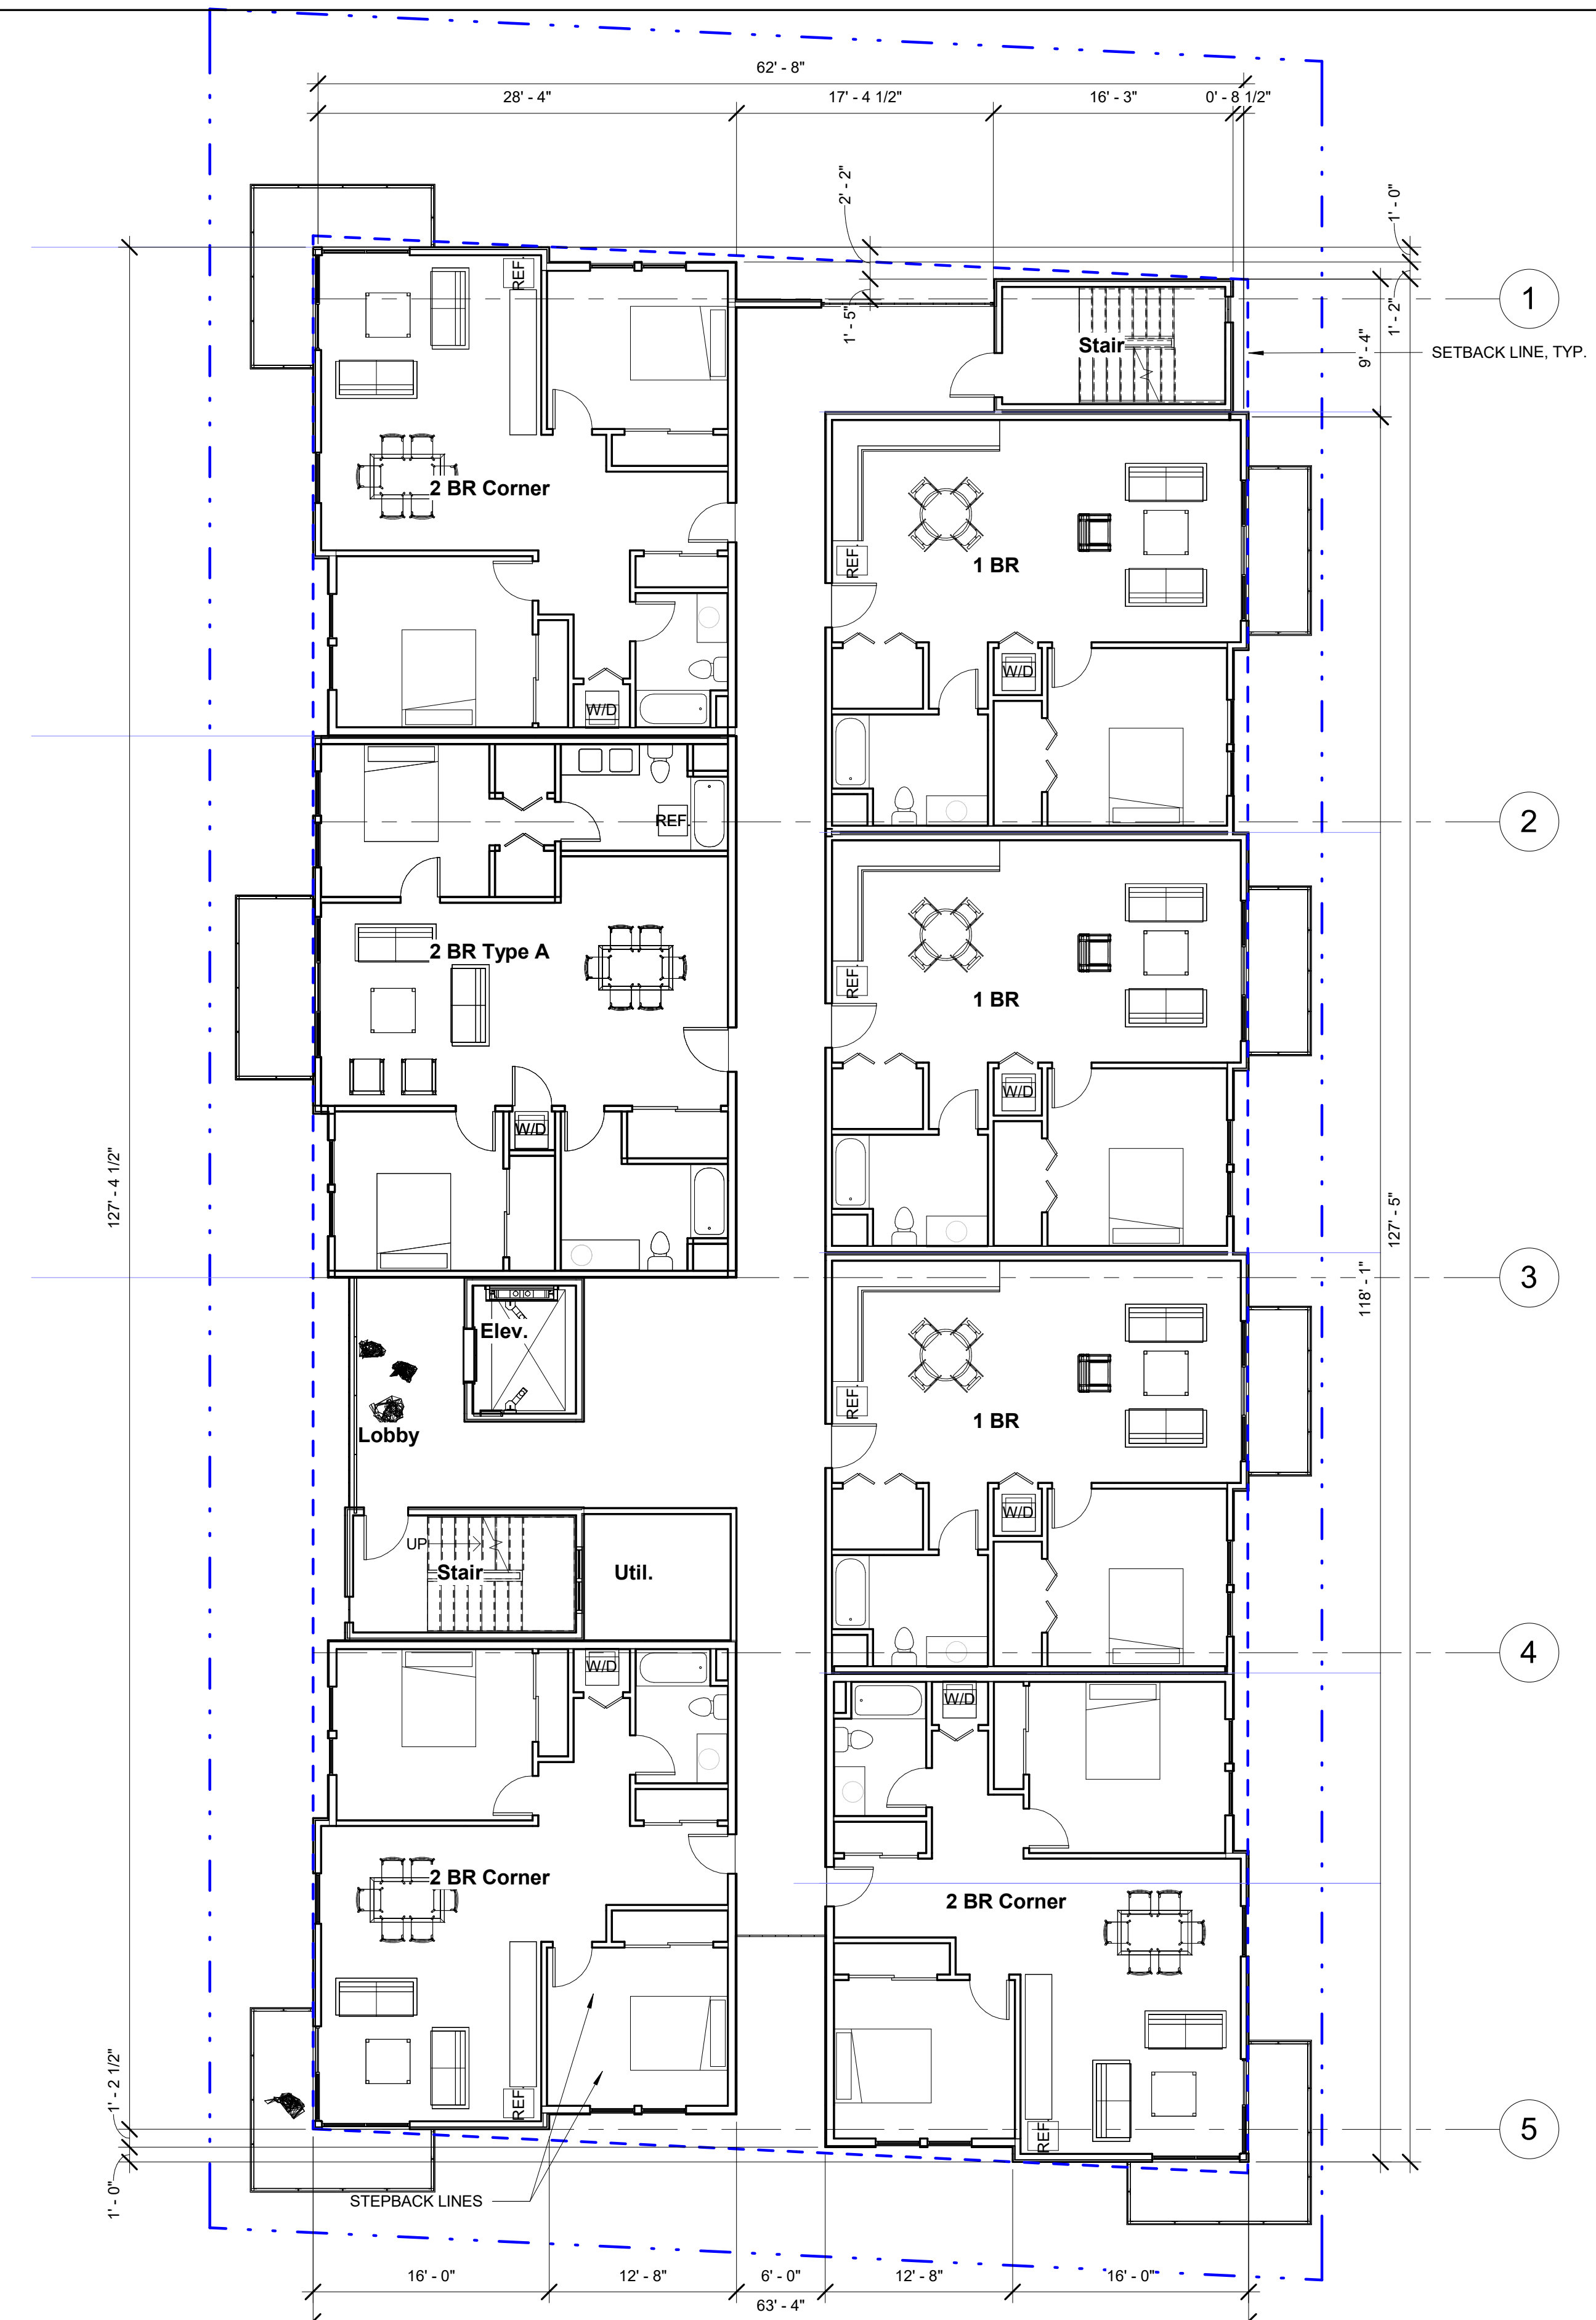 62' - 8"
28' - 4"
17' - 4 1/2"
16' - 3"
0' - 8 1/2"
2' - 2"
1' - 0"
1' - 5"
1' - 2"
9' - 4"
1
SETBACK LINE, TYP.
Stair
REF.
2 BR Corner
REF.
1 BR
W/D
W/D
REF.
2
2 BR Type A
REF.
1 BR
W/D
W/D
127' - 4 1/2"
127' - 5"
118' - 1"
3
Elev.
REF.
1 BR
Lobby
W/D
UP
Stair
Util.
4
W/D
W/D
2 BR Corner
2 BR Corner
REF.
REF.
1' - 2 1/2"
5
1' - 0"
STEPBACK LINES
16' - 0"
12' - 8"
6' - 0"
12' - 8"
16' - 0"
63' - 4"